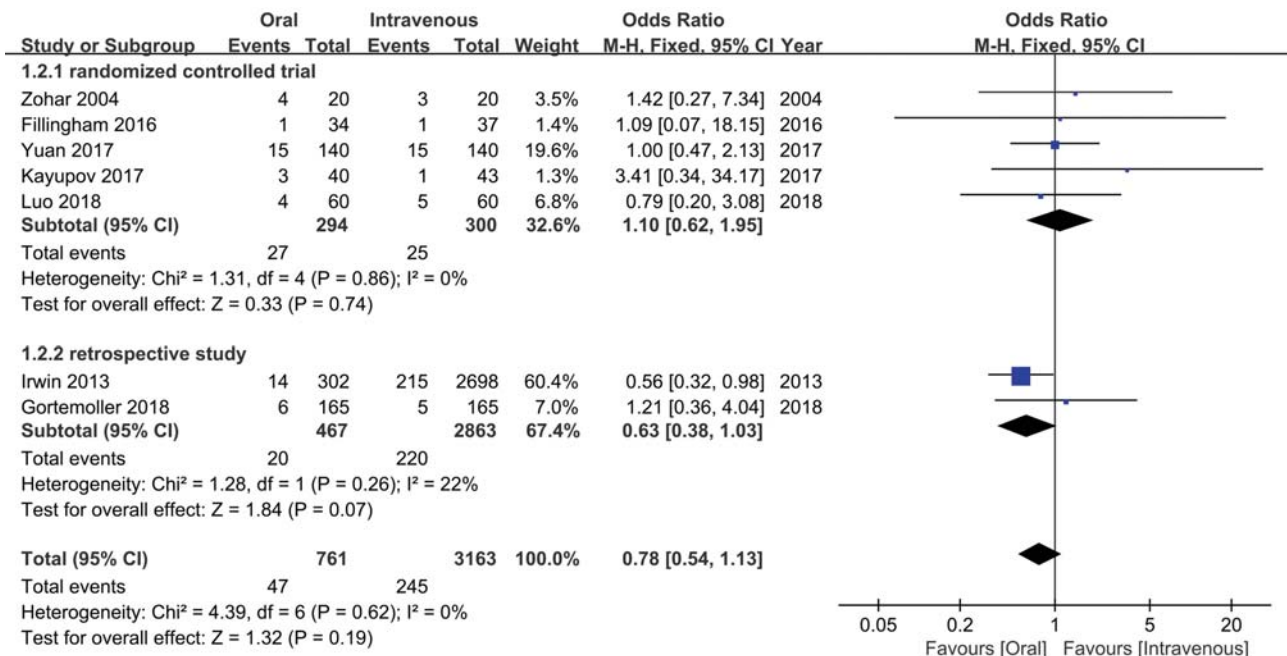 Oral Intravenous Odds Ratio Odds Ratio
Study or Subgroup Events Total Events Total Weight M-H, Fixed, 95% CI Year M-H, Fixed, 95% CI
1.2.1 randomized controlled trial
Zohar 2004 4 20 3 20 3.5% 1.42 [0.27, 7.34] 2004
Fillingham 2016 1 34 1 37 1.4% 1.09 [0.07, 18.15] 2016
Yuan 2017 15 140 15 140 19.6% 1.00 [0.47, 2.13] 2017
Kayupov 2017 3 40 1 43 1.3% 3.41 [0.34, 34.17] 2017
Luo 2018 4 60 5 60 6.8% 0.79 [0.20, 3.08] 2018
Subtotal (95% CI) 294 300 32.6% 1.10 [0.62, 1.95]
Total events 27 25
Heterogeneity: Chi² = 1.31, df = 4 (P = 0.86); I² = 0%
Test for overall effect: Z = 0.33 (P = 0.74)
1.2.2 retrospective study
Irwin 2013 14 302 215 2698 60.4% 0.56 [0.32, 0.98] 2013
Gortemoller 2018 6 165 5 165 7.0% 1.21 [0.36, 4.04] 2018
Subtotal (95% CI) 467 2863 67.4% 0.63 [0.38, 1.03]
Total events 20 220
Heterogeneity: Chi² = 1.28, df = 1 (P = 0.26); I² = 22%
Test for overall effect: Z = 1.84 (P = 0.07)
Total (95% CI) 761 3163 100.0% 0.78 [0.54, 1.13]
Total events 47 245
Heterogeneity: Chi² = 4.39, df = 6 (P = 0.62); I² = 0%
Test for overall effect: Z = 1.32 (P = 0.19)
0.05 0.2 1 5 20
Favours [Oral] Favours [Intravenous]